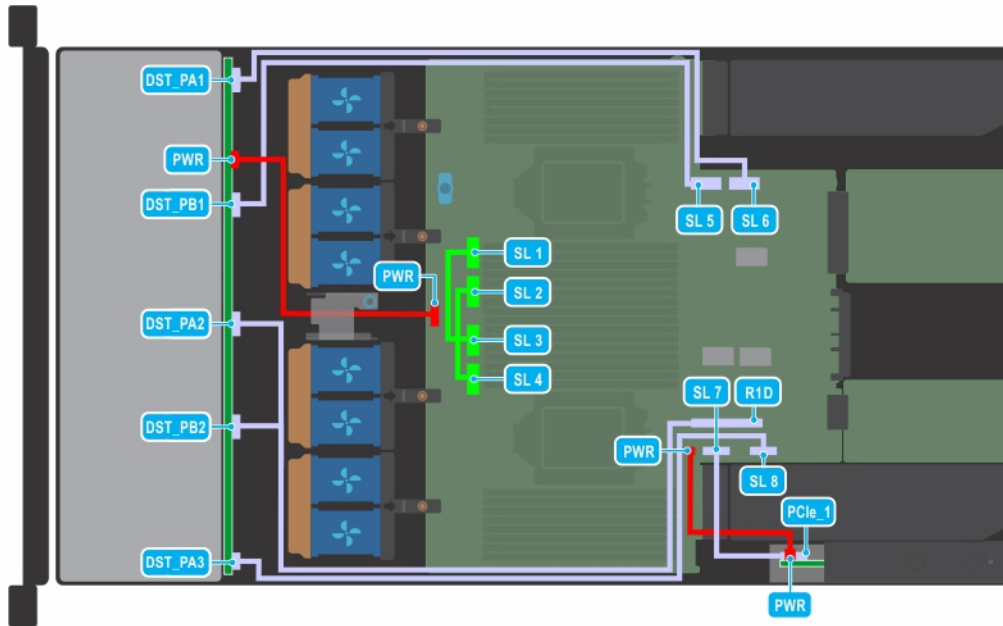 DST_PA1
PWR
DST_PB1
SL 5
SL 6
SL 1
PWR
SL 2
DST_PA2
SL 3
SL 4
SL 7
R1D
DST_PB2
PWR
SL 8
PCIe_1
DST_PA3
PWR